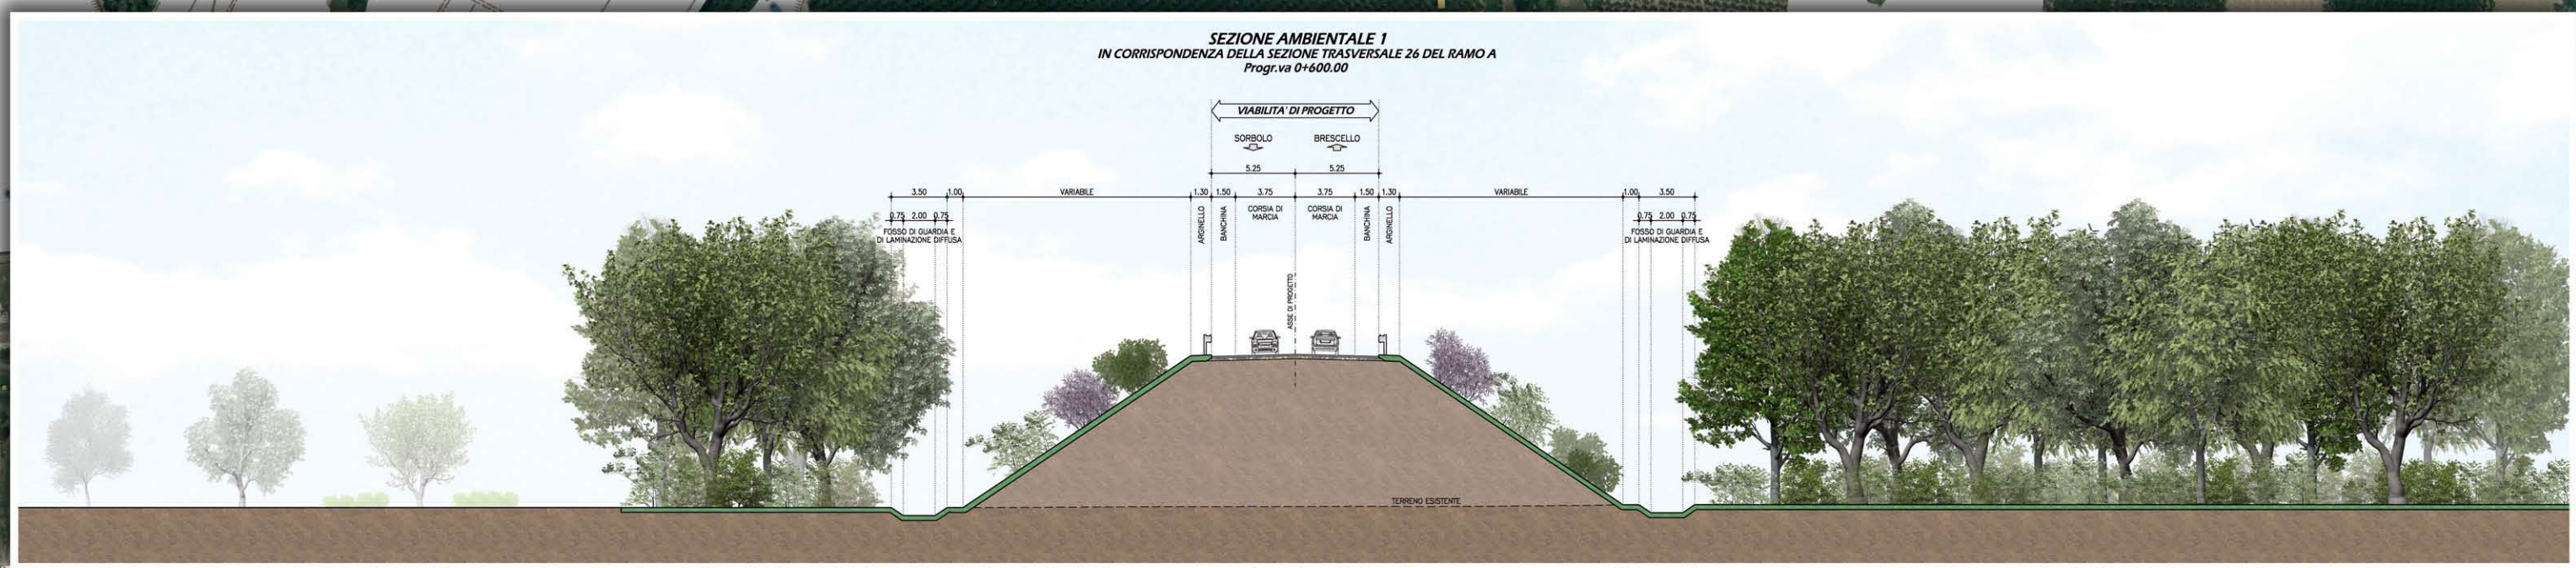 SEZIONE AMBIENTALE 1
IN CORRISPONDENZA DELLA SEZIONE TRASVERSALE 26 DEL RAMO A
Progr.va 0+600.00
VIABILITA' DI PROGETTO
SORBOLO BRESCELLO
5.25 5.25
3.50 1.00 VARIABILE 1.30 1.50 3.75 3.75 1.50 1.30 VARIABILE 1.00 3.50
0.75 2.00 0.75
FOSSO DI GUARDIA E
DI LAMINAZIONE DIFFUSA
ARGINELLO
BANCHINA
CORSIA DI
MARCIA
CORSIA DI
MARCIA
BANCHINA
ARGINELLO
0.75 2.00 0.75
FOSSO DI GUARDIA E
DI LAMINAZIONE DIFFUSA
ASSE DI PROGETTO
TERRENO ESISTENTE